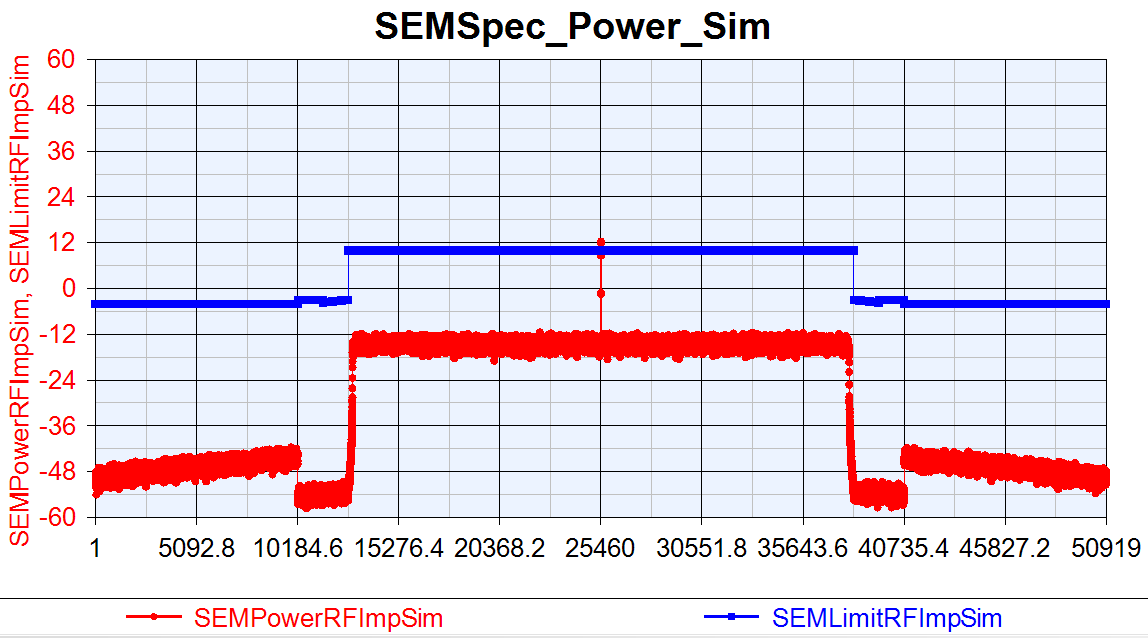 SEMSpec_Power_Sim
SEMPowerRFImpSim, SEMLimitRFImpSim
60
48
36
24
12
0
-12
-24
-36
-48
-60
1 5092.8 10184.6 15276.4 20368.2 25460 30551.8 35643.6 40735.4 45827.2 50919
SEMPowerRFImpSim SEMLimitRFImpSim